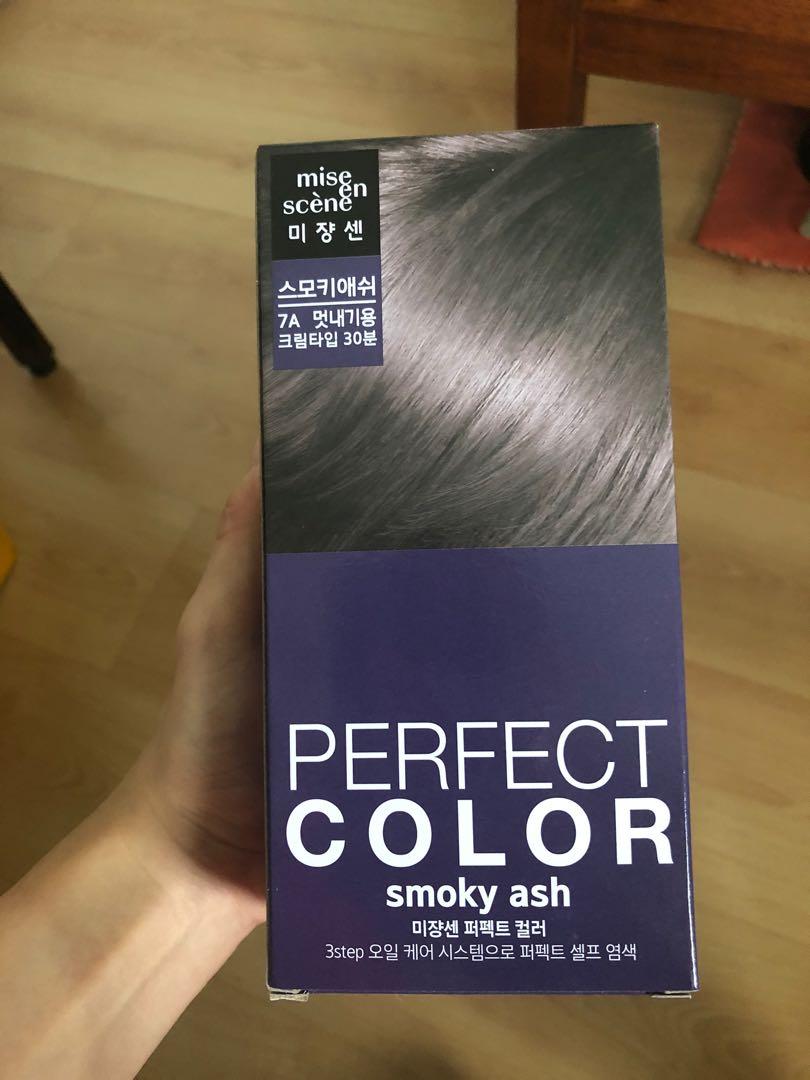 mise
en
scène
미쟝센
스모키애쉬
7A 멋내기용
크림타입 30분
PERFECT
COLOR
smoky ash
미쟝센 퍼펙트 컬러
3step 오일 케어 시스템으로 퍼펙트 셀프 염색